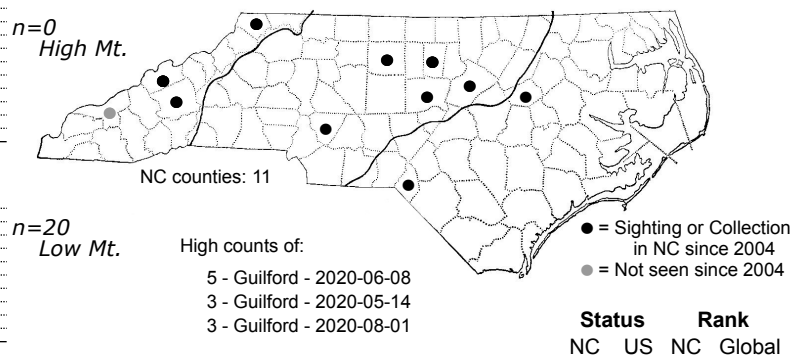 n=0
High Mt.
NC counties: 11
n=20
Low Mt.
High counts of:
5 - Guilford - 2020-06-08
3 - Guilford - 2020-05-14
3 - Guilford - 2020-08-01
● = Sighting or Collection
in NC since 2004
● = Not seen since 2004
Status Rank
NC US NC Global